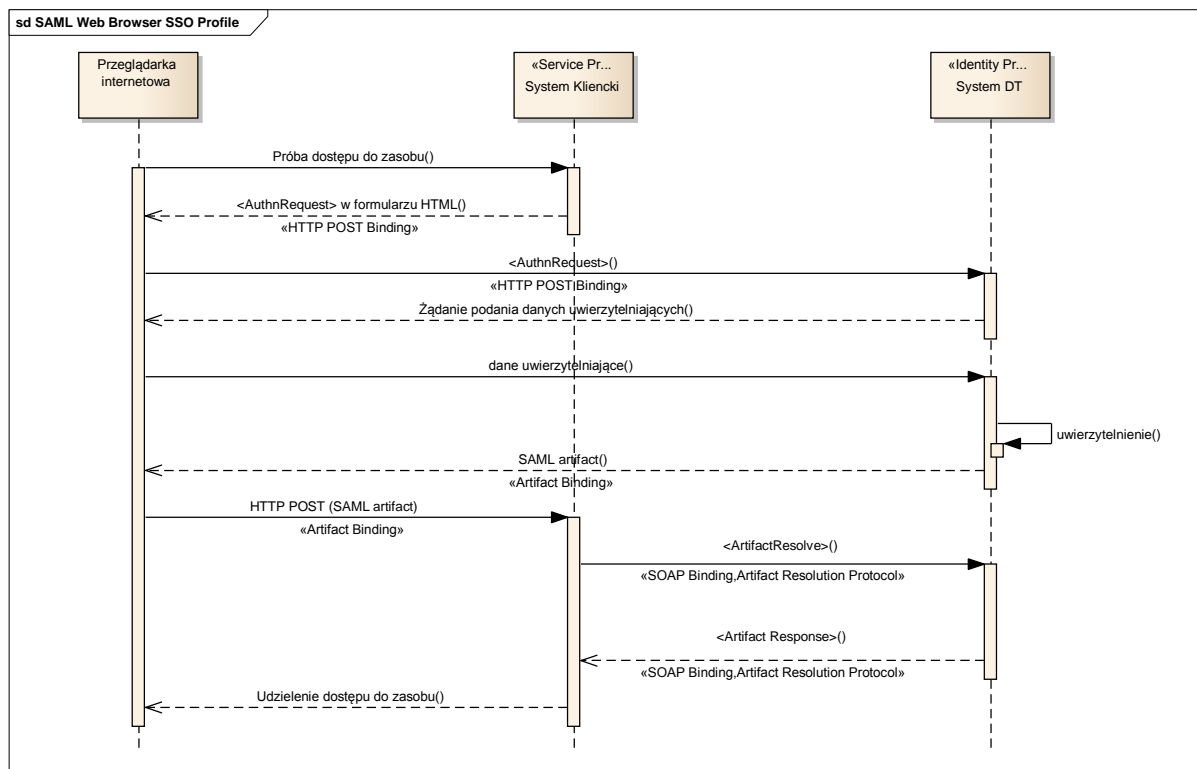 sd SAML Web Browser SSO Profile
Przeglądarka
internetowa
«Service Pr...
System Kliencki
«Identity Pr...
System DT
Próba dostępu do zasobu()
<AuthnRequest> w formularzu HTML()
«HTTP POST Binding»
<AuthnRequest>()
«HTTP POST Binding»
Żądanie podania danych uwierzytelniających()
dane uwierzytelniające()
uwierzytelnienie()
SAML artifact()
«Artifact Binding»
HTTP POST (SAML artifact)
«Artifact Binding»
<ArtifactResolve>()
«SOAP Binding,Artifact Resolution Protocol»
<Artifact Response>()
«SOAP Binding,Artifact Resolution Protocol»
Udzielenie dostępu do zasobu()